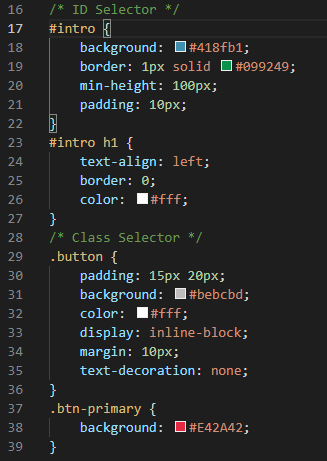 16 /* ID Selector */
17 #intro {
18     background: #418fb1;
19     border: 1px solid #099249;
20     min-height: 100px;
21     padding: 10px;
22 }
23 #intro h1 {
24     text-align: left;
25     border: 0;
26     color: #fff;
27 }
28 /* Class Selector */
29 .button {
30     padding: 15px 20px;
31     background: #bebcbd;
32     color: #fff;
33     display: inline-block;
34     margin: 10px;
35     text-decoration: none;
36 }
37 .btn-primary {
38     background: #E42A42;
39 }